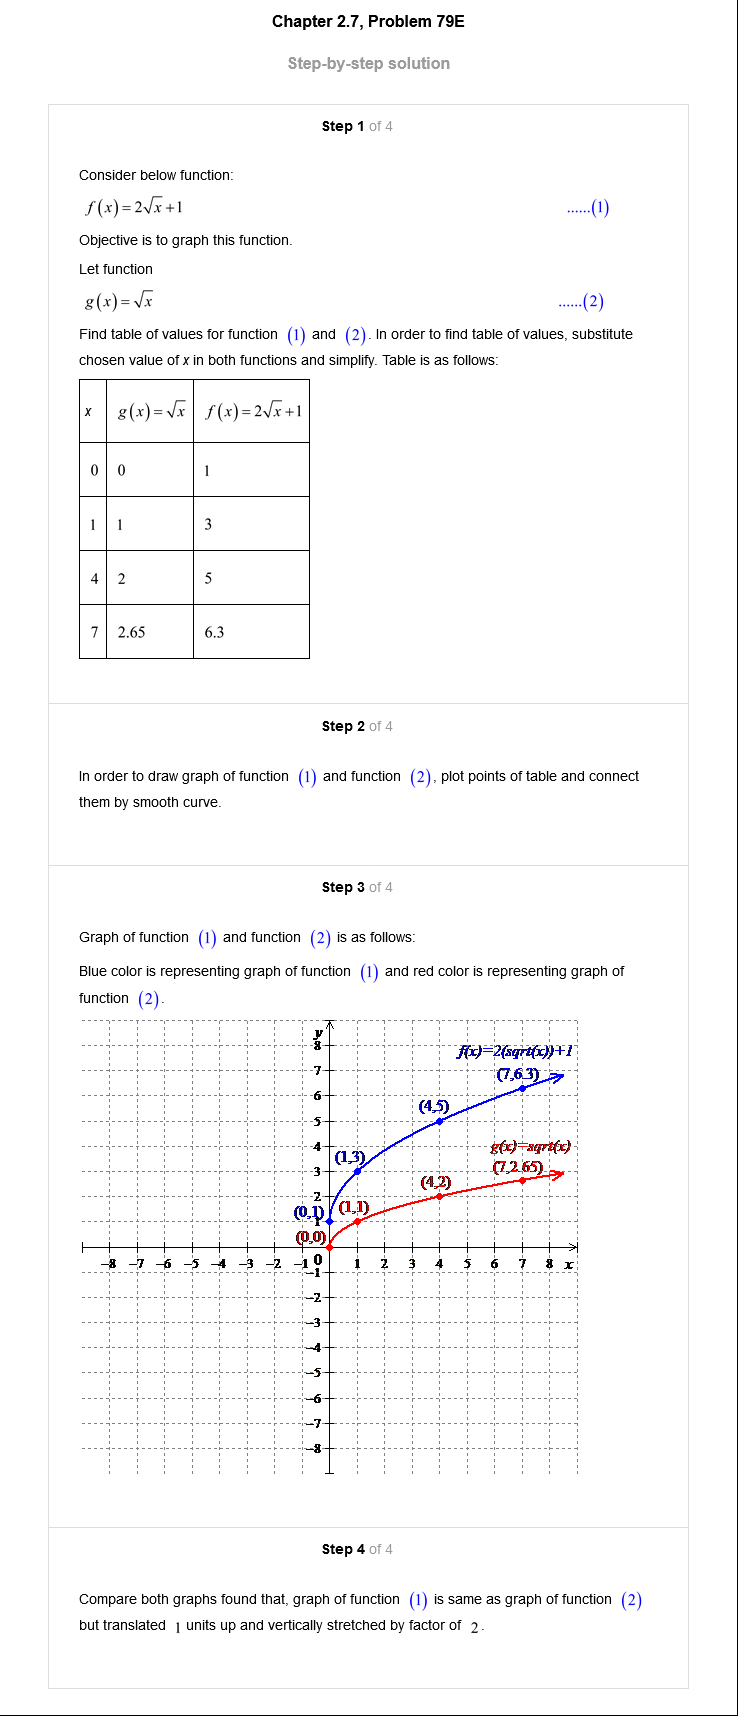 Chapter 2.7, Problem 79E
Step-by-step solution
Step 1 of 4
Consider below function:
f(x)=2√x+1 ......(1)
Objective is to graph this function.
Let function
g(x)=√x ......(2)
Find table of values for function (1) and (2). In order to find table of values, substitute
chosen value of x in both functions and simplify. Table is as follows:
x g(x)=√x f(x)=2√x+1
0 0 1
1 1 3
4 2 5
7 2.65 6.3
Step 2 of 4
In order to draw graph of function (1) and function (2), plot points of table and connect
them by smooth curve.
Step 3 of 4
Graph of function (1) and function (2) is as follows:
Blue color is representing graph of function (1) and red color is representing graph of
function (2).
y
8
f(x)=2(sqrt(x))+1
7
(7,6.3)
6
(4,5)
5
4
g(x)=sqrt(x)
(1,3)
3
(7,2.65)
(4,2)
2
(1,1)
(0,1)
1
(0,0)
-8 -7 -6 -5 -4 -3 -2 -1 0 1 2 3 4 5 6 7 8 x
-1
-2
-3
-4
-5
-6
-7
-8
Step 4 of 4
Compare both graphs found that, graph of function (1) is same as graph of function (2)
but translated 1 units up and vertically stretched by factor of 2.